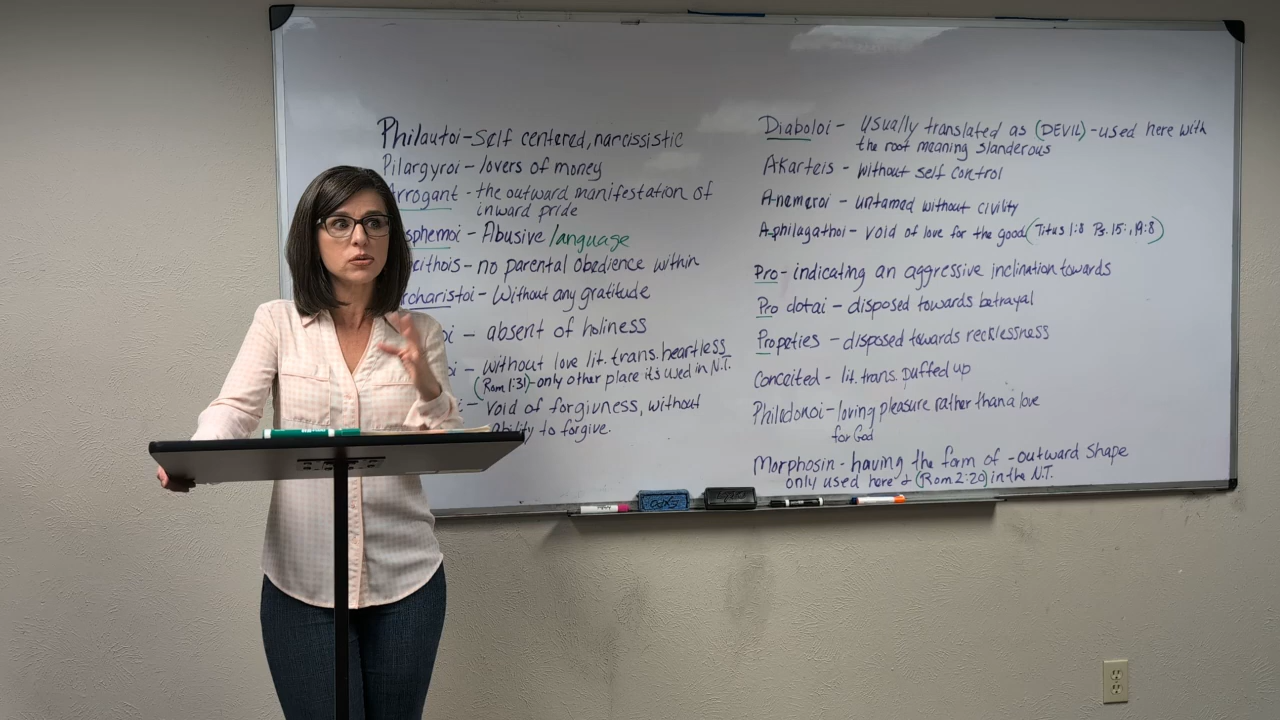 Philautoi - Self centered, narcissistic
Pilargyroi - lovers of money
Arrogant - the outward manifestation of
inward pride
sphemoi - Abusive language
eithois - no parental obedience within
rcharistoi - Without any gratitude
oi - absent of holiness
oi - without love lit. trans. heartless
(Rom 1:31) - only other place its used in N.T.
- void of forgivness, without
ability to forgive.
Diaboloi - Usually translated as (DEVIL) - used here with
the root meaning slanderous
Akarteis - without self control
Anemeroi - untamed without civility
Aphilagathoi - void of love for the good (Titus 1:8 Ps. 15:, 19:8)
Pro - indicating an aggressive inclination towards
Pro dotai - disposed towards betrayal
Propeties - disposed towards recklessness
Conceited - lit. trans. puffed up
Philedonoi - loving pleasure rather than a love
for God
Morphosin - having the form of - outward shape
only used here & (Rom 2:20) in the N.T.
EXPO